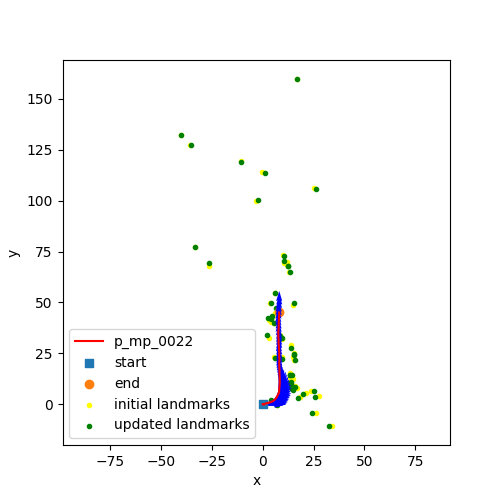 150
125
100
75
50
25
0
y
p_mp_0022
start
end
initial landmarks
updated landmarks
−75
−50
−25
0
25
50
75
x